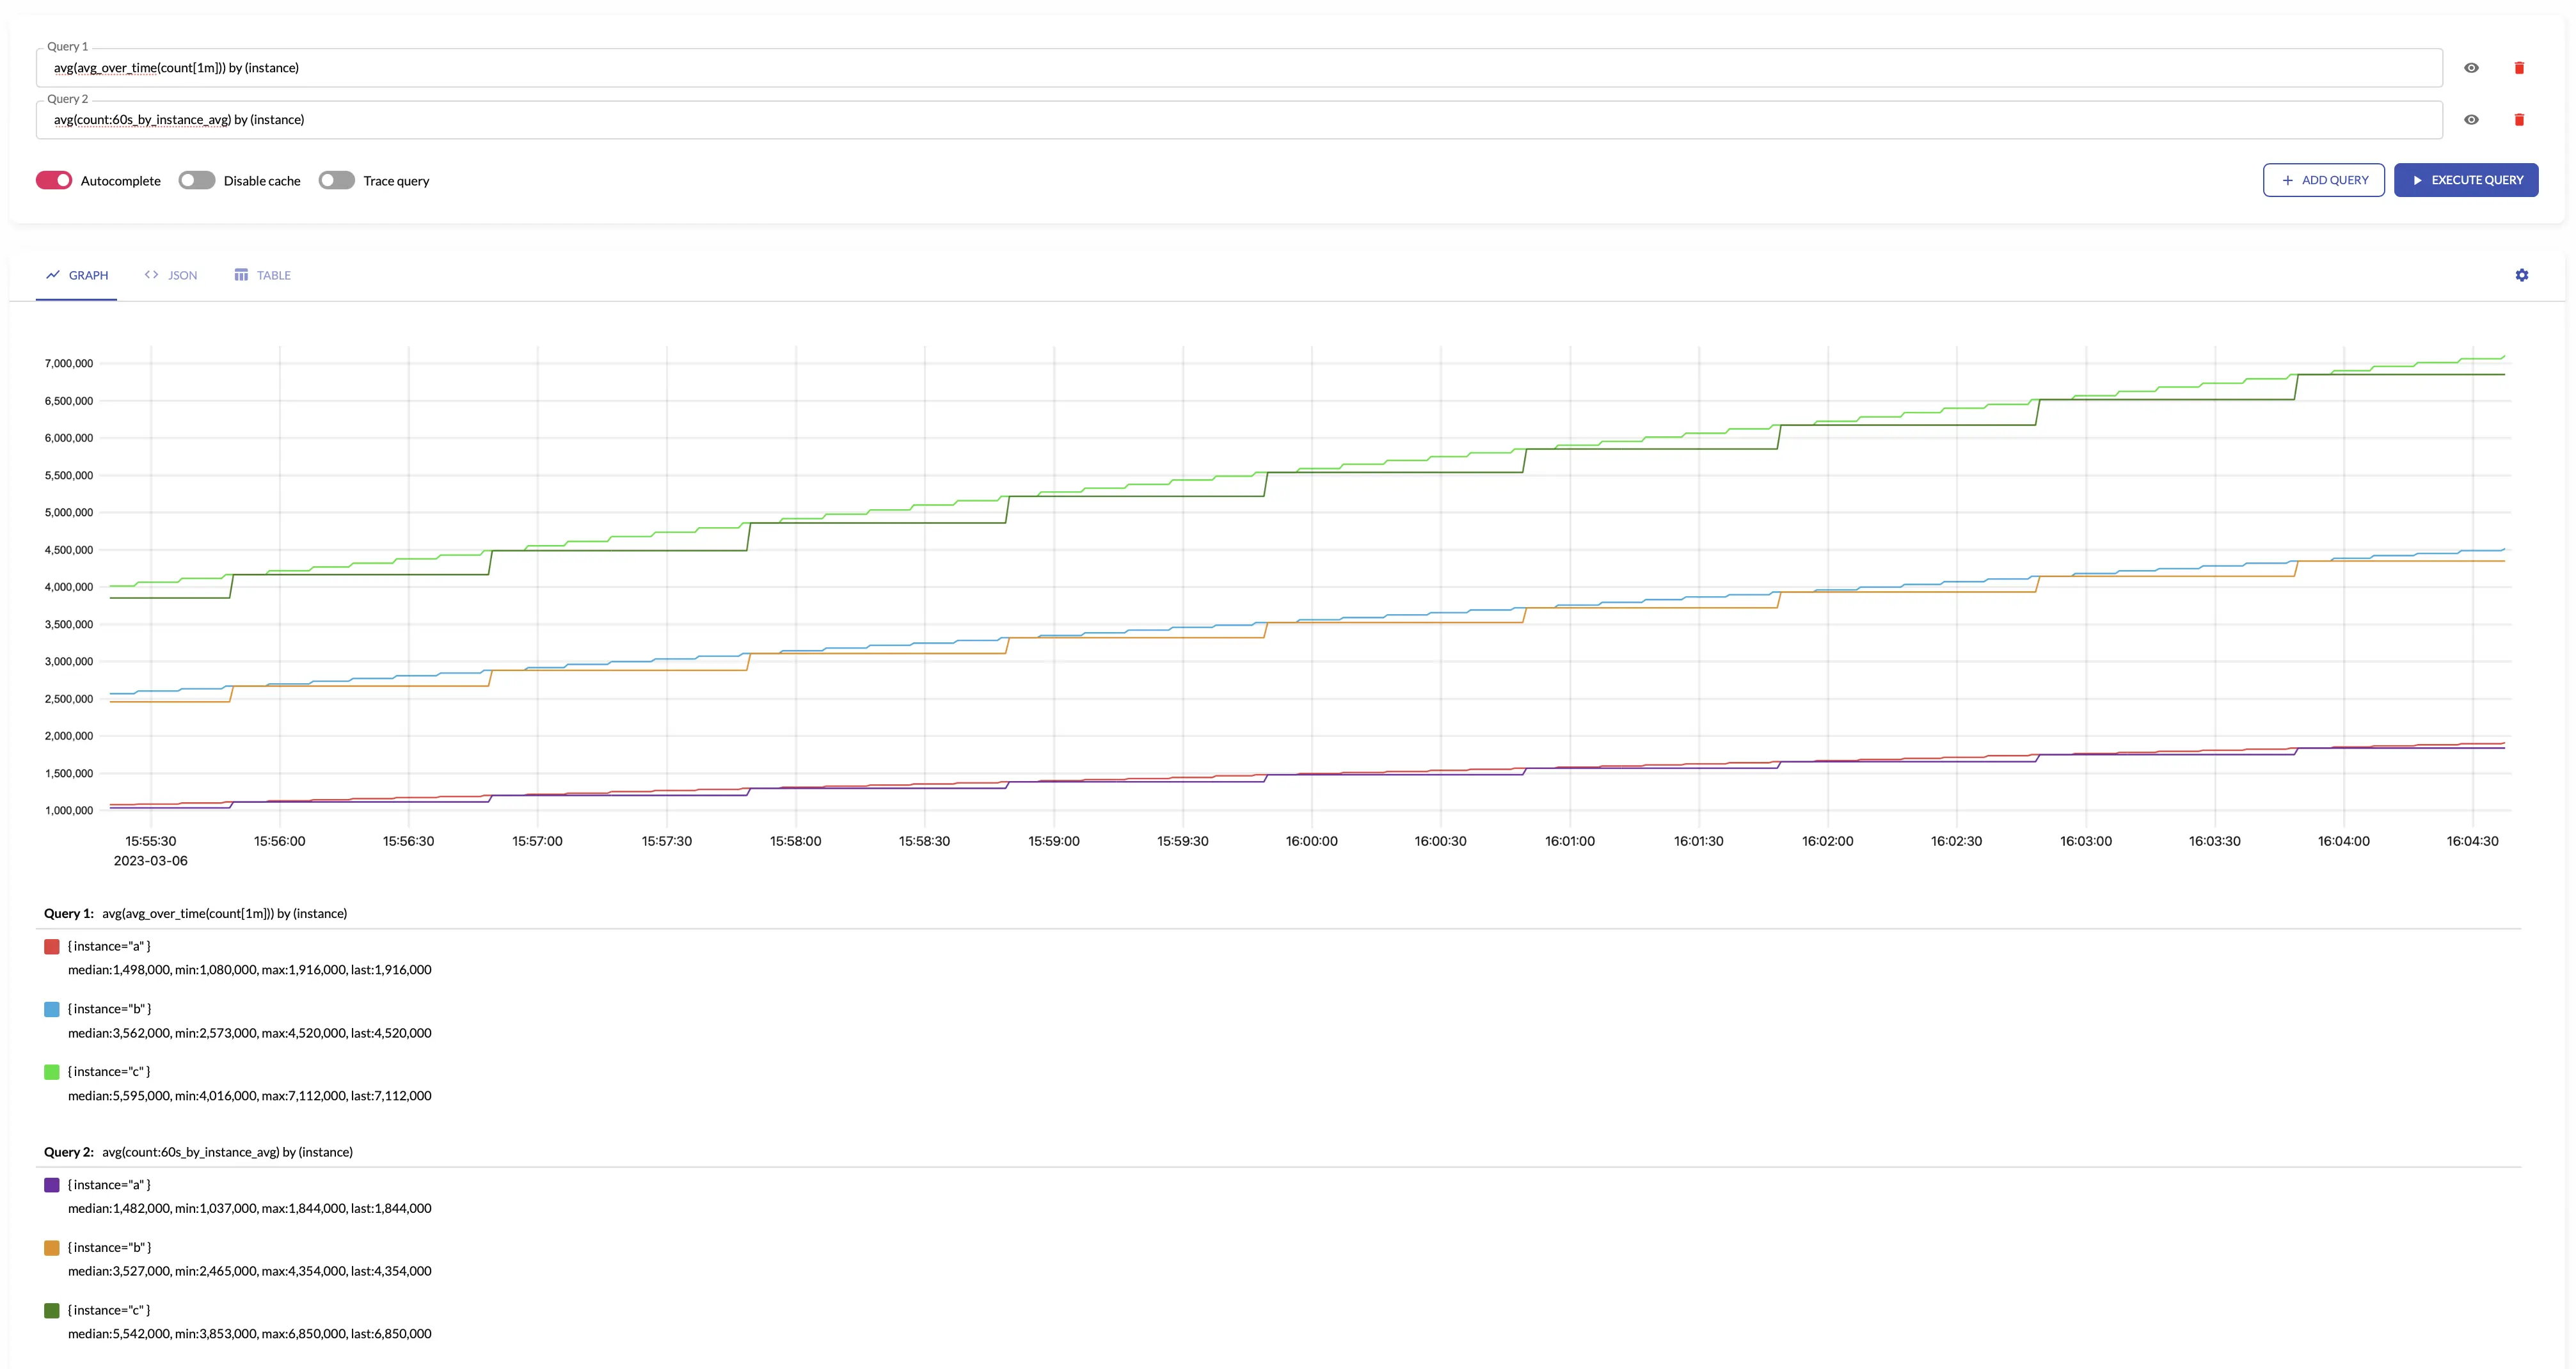 Query 1
avg(avg_over_time(count[1m])) by (instance)
Query 2
avg(count:60s_by_instance_avg) by (instance)
Autocomplete Disable cache Trace query ADD QUERY EXECUTE QUERY
GRAPH JSON TABLE
7,000,000
6,500,000
6,000,000
5,500,000
5,000,000
4,500,000
4,000,000
3,500,000
3,000,000
2,500,000
2,000,000
1,500,000
1,000,000
15:55:30 15:56:00 15:56:30 15:57:00 15:57:30 15:58:00 15:58:30 15:59:00 15:59:30 16:00:00 16:00:30 16:01:00 16:01:30 16:02:00 16:02:30 16:03:00 16:03:30 16:04:00 16:04:30
2023-03-06
Query 1: avg(avg_over_time(count[1m])) by (instance)
{instance="a"}
median:1,498,000, min:1,080,000, max:1,916,000, last:1,916,000
{instance="b"}
median:3,562,000, min:2,573,000, max:4,520,000, last:4,520,000
{instance="c"}
median:5,595,000, min:4,016,000, max:7,112,000, last:7,112,000
Query 2: avg(count:60s_by_instance_avg) by (instance)
{instance="a"}
median:1,482,000, min:1,037,000, max:1,844,000, last:1,844,000
{instance="b"}
median:3,527,000, min:2,465,000, max:4,354,000, last:4,354,000
{instance="c"}
median:5,542,000, min:3,853,000, max:6,850,000, last:6,850,000